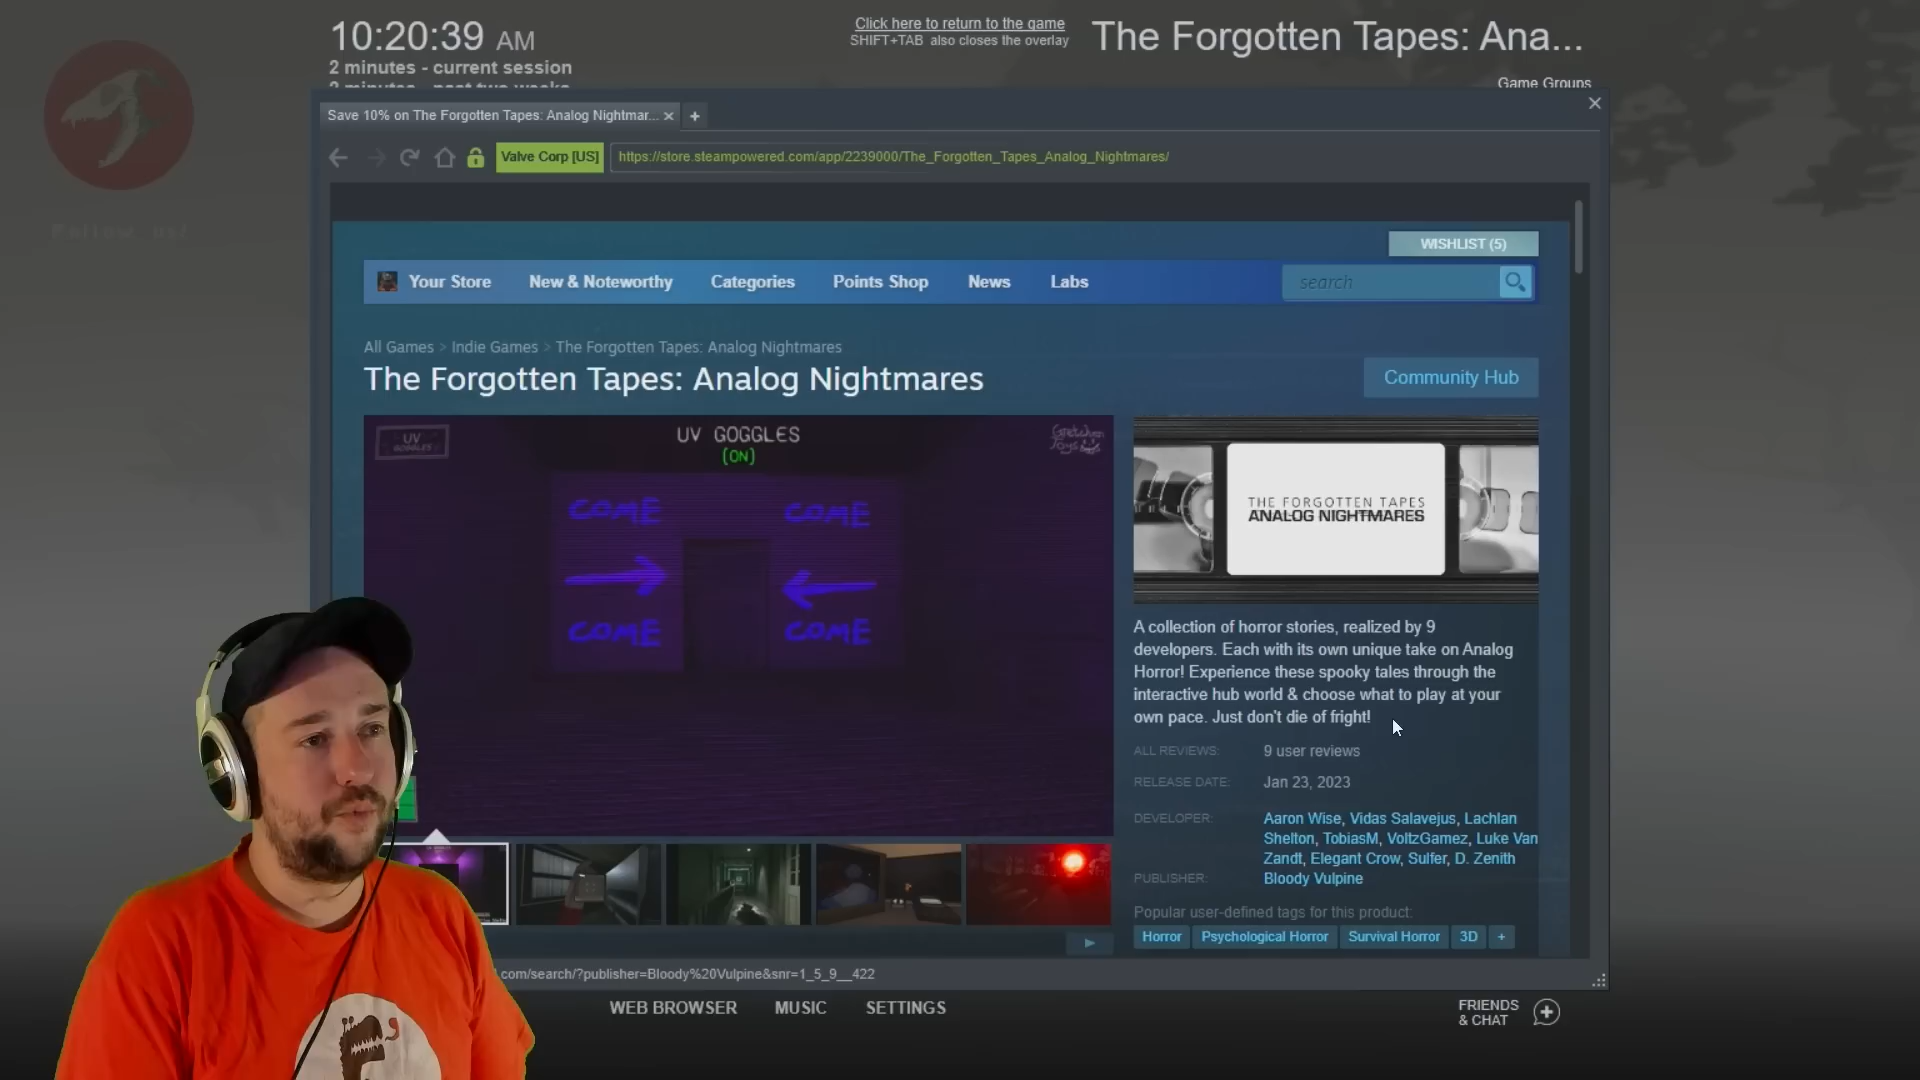 10:20:39 AM
2 minutes - current session
2 minutes - past two weeks
Click here to return to the game
SHIFT+TAB also closes the overlay
The Forgotten Tapes: Ana...
Game Groups
Follow us!
Save 10% on The Forgotten Tapes: Analog Nightmar...
Valve Corp [US]
https://store.steampowered.com/app/2239000/The_Forgotten_Tapes_Analog_Nightmares/
WISHLIST (5)
Your Store
New & Noteworthy
Categories
Points Shop
News
Labs
search
All Games > Indie Games > The Forgotten Tapes: Analog Nightmares
The Forgotten Tapes: Analog Nightmares
Community Hub
UV
GOGGLES
UV GOGGLES
(ON)
COME COME
COME COME
THE FORGOTTEN TAPES
ANALOG NIGHTMARES
A collection of horror stories, realized by 9
developers. Each with its own unique take on Analog
Horror! Experience these spooky tales through the
interactive hub world & choose what to play at your
own pace. Just don't die of fright!
ALL REVIEWS: 9 user reviews
RELEASE DATE: Jan 23, 2023
DEVELOPER: Aaron Wise, Vidas Salavejus, Lachlan
Shelton, TobiasM, VoltzGamez, Luke Van
Zandt, Elegant Crow, Sulfer, D. Zenith
PUBLISHER: Bloody Vulpine
Popular user-defined tags for this product:
Horror
Psychological Horror
Survival Horror
3D
+
.com/search/?publisher=Bloody%20Vulpine&snr=1_5_9__422
WEB BROWSER
MUSIC
SETTINGS
FRIENDS
& CHAT